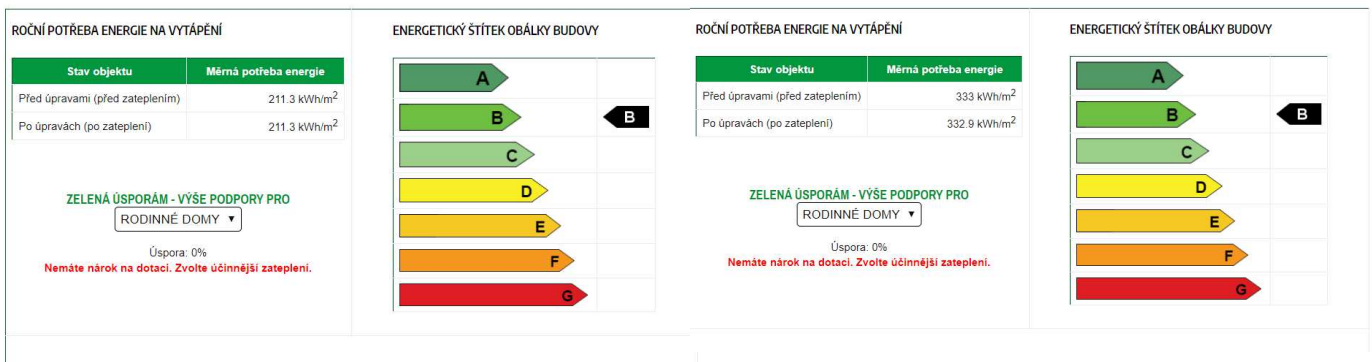 ROČNÍ POTŘEBA ENERGIE NA VYTÁPĚNÍ
Stav objektu Měrná potřeba energie
Před úpravami (před zateplením) 211.3 kWh/m²
Po úpravách (po zateplení) 211.3 kWh/m²
ZELENÁ ÚSPORÁM - VÝŠE PODPORY PRO
RODINNÉ DOMY ▼
Úspora: 0%
Nemáte nárok na dotaci. Zvolte účinnější zateplení.
ENERGETICKÝ ŠTÍTEK OBÁLKY BUDOVY
A
B B
C
D
E
F
G
ROČNÍ POTŘEBA ENERGIE NA VYTÁPĚNÍ
Stav objektu Měrná potřeba energie
Před úpravami (před zateplením) 333 kWh/m²
Po úpravách (po zateplení) 332.9 kWh/m²
ZELENÁ ÚSPORÁM - VÝŠE PODPORY PRO
RODINNÉ DOMY ▼
Úspora: 0%
Nemáte nárok na dotaci. Zvolte účinnější zateplení.
ENERGETICKÝ ŠTÍTEK OBÁLKY BUDOVY
A
B B
C
D
E
F
G